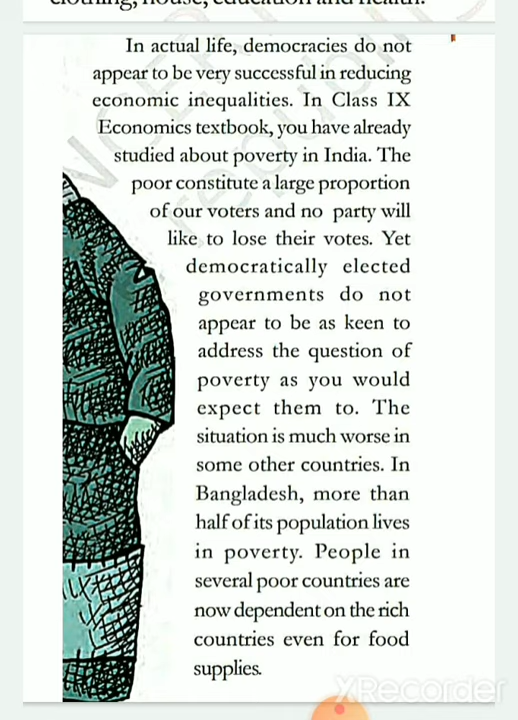 clothing, house, education and health.
In actual life, democracies do not
appear to be very successful in reducing
economic inequalities. In Class IX
Economics textbook, you have already
studied about poverty in India. The
poor constitute a large proportion
of our voters and no party will
like to lose their votes. Yet
democratically elected
governments do not
appear to be as keen to
address the question of
poverty as you would
expect them to. The
situation is much worse in
some other countries. In
Bangladesh, more than
half of its population lives
in poverty. People in
several poor countries are
now dependent on the rich
countries even for food
supplies.
XRecorder